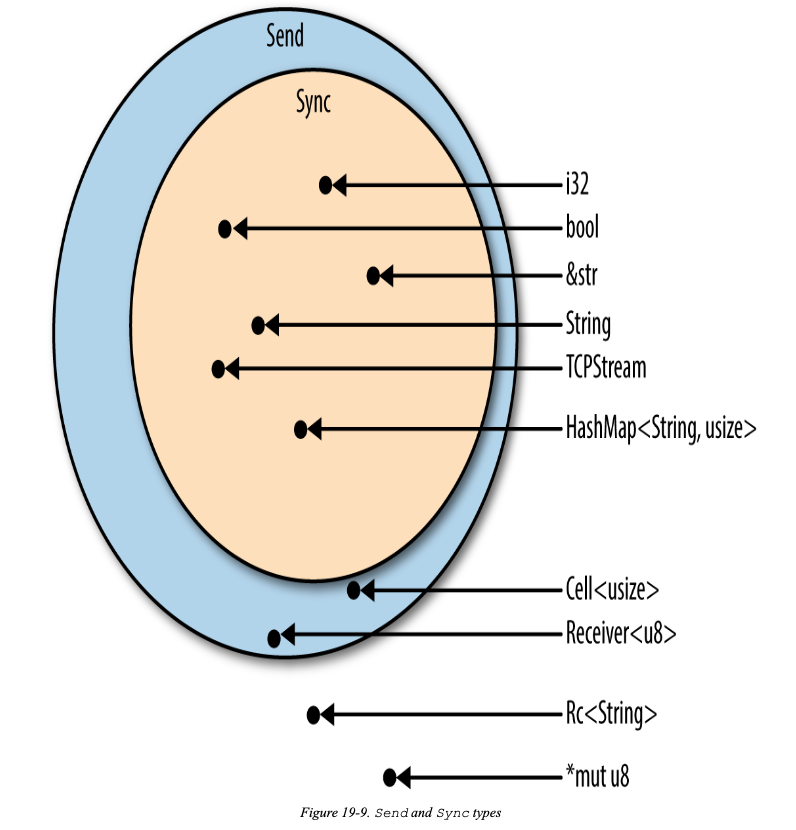 Send
Sync
i32
bool
&str
String
TCPStream
HashMap<String, usize>
Cell<usize>
Receiver<u8>
Rc<String>
*mut u8
Figure 19-9. Send and Sync types